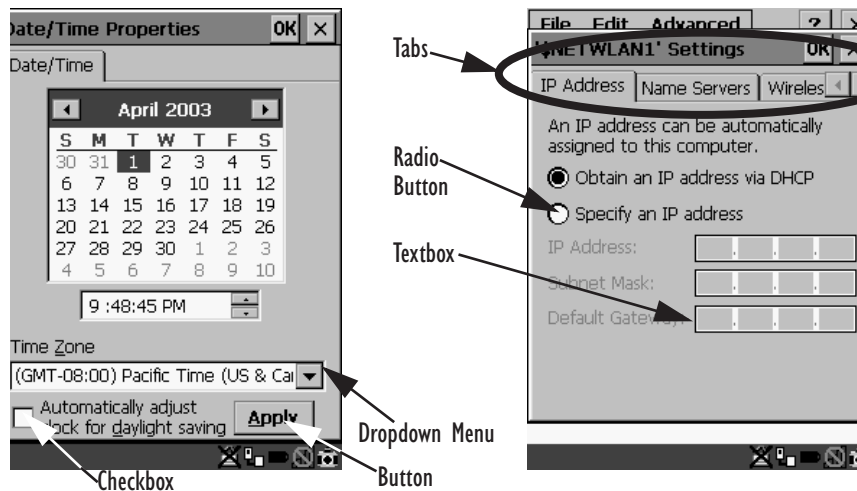 Date/Time Properties OK ×
Date/Time
April 2003
S M T W T F S
30 31 1 2 3 4 5
6 7 8 9 10 11 12
13 14 15 16 17 18 19
20 21 22 23 24 25 26
27 28 29 30 1 2 3
4 5 6 7 8 9 10
9 :48:45 PM
Time Zone
(GMT-08:00) Pacific Time (US & Ca
Automatically adjust
clock for daylight saving
Apply
Checkbox
Button
Dropdown Menu
Tabs
Radio
Button
Textbox
File Edit Advanced ? ×
'$NETWLAN1' Settings OK ×
IP Address Name Servers Wireles
An IP address can be automatically
assigned to this computer.
Obtain an IP address via DHCP
Specify an IP address
IP Address: . . .
Subnet Mask: . . .
Default Gateway: . . .